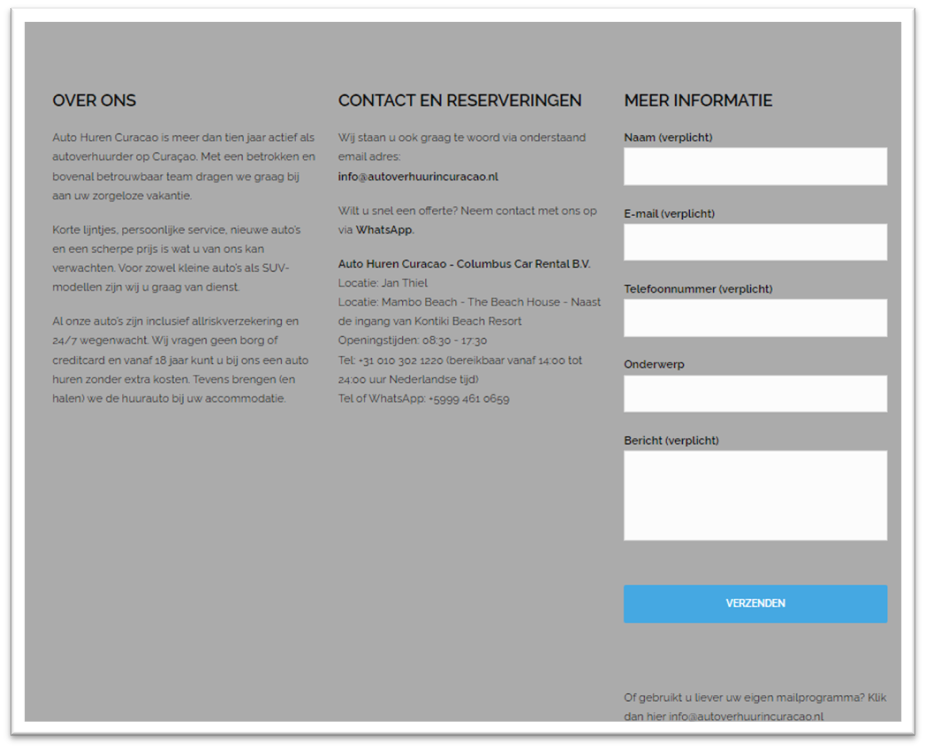 OVER ONS
Auto Huren Curacao is meer dan tien jaar actief als
autoverhuurder op Curaçao. Met een betrokken en
bovenal betrouwbaar team dragen we graag bij
aan uw zorgeloze vakantie.
Korte lijntjes, persoonlijke service, nieuwe auto's
en een scherpe prijs is wat u van ons kan
verwachten. Voor zowel kleine auto's als SUV-
modellen zijn wij u graag van dienst.
Al onze auto's zijn inclusief allriskverzekering en
24/7 wegenwacht. Wij vragen geen borg of
creditcard en vanaf 18 jaar kunt u bij ons een auto
huren zonder extra kosten. Tevens brengen (en
halen) we de huurauto bij uw accommodatie.
CONTACT EN RESERVERINGEN
Wij staan u ook graag te woord via onderstaand
email adres:
info@autoverhuurincuracao.nl
Wilt u snel een offerte? Neem contact met ons op
via WhatsApp.
Auto Huren Curacao - Columbus Car Rental B.V.
Locatie: Jan Thiel
Locatie: Mambo Beach - The Beach House - Naast
de ingang van Kontiki Beach Resort
Openingstijden: 08:30 - 17:30
Tel: +31 010 302 1220 (bereikbaar vanaf 14:00 tot
24:00 uur Nederlandse tijd)
Tel of WhatsApp: +5999 461 0659
MEER INFORMATIE
Naam (verplicht)
E-mail (verplicht)
Telefoonnummer (verplicht)
Onderwerp
Bericht (verplicht)
VERZENDEN
Of gebruikt u liever uw eigen mailprogramma? Klik
dan hier info@autoverhuurincuracao.nl